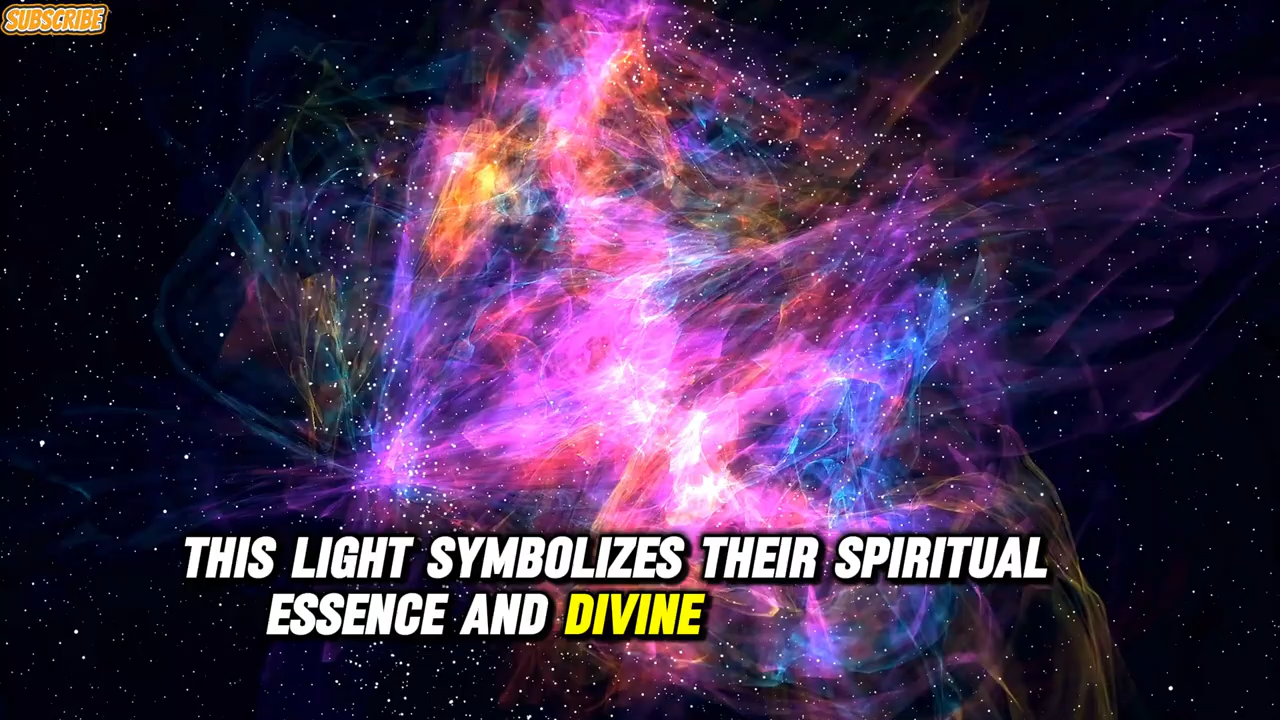 SUBSCRIBE
THIS LIGHT SYMBOLIZES THEIR SPIRITUAL
ESSENCE AND DIVINE